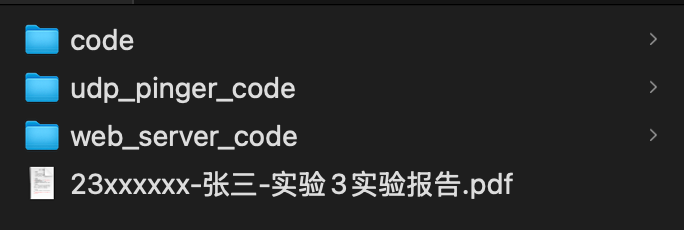 code
udp_pinger_code
web_server_code
23xxxxxx-张三-实验3实验报告.pdf